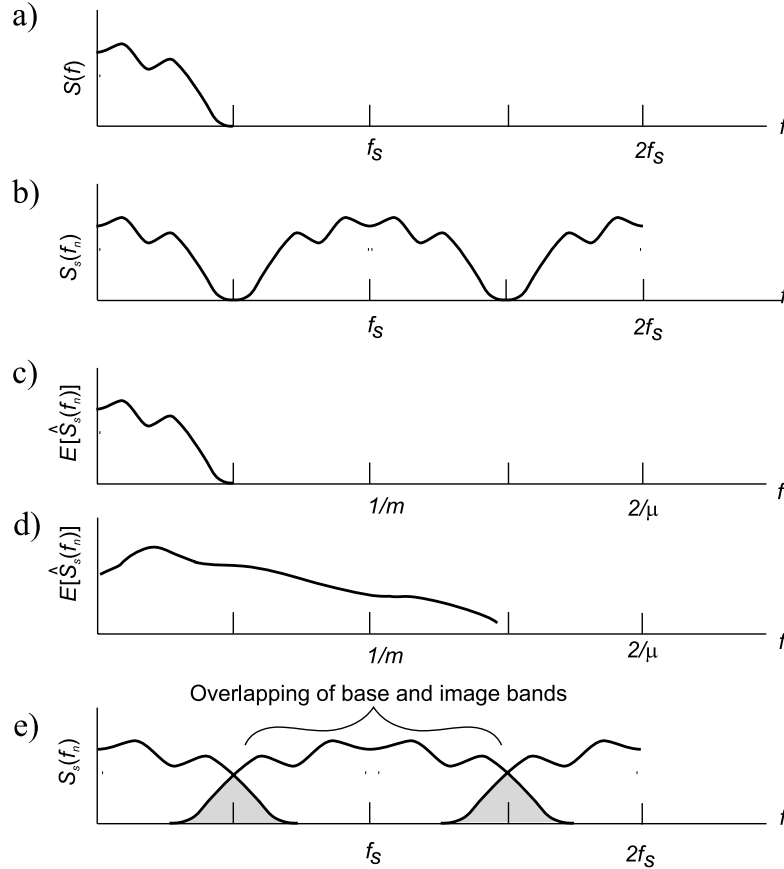 a)
S(f)
f
fs
2fs
b)
Ss(fn)
f
fs
2fs
c)
E[Ŝs(fn)]
f
1/m
2/μ
d)
E[Ŝs(fn)]
f
1/m
2/μ
Overlapping of base and image bands
e)
Ss(fn)
f
fs
2fs